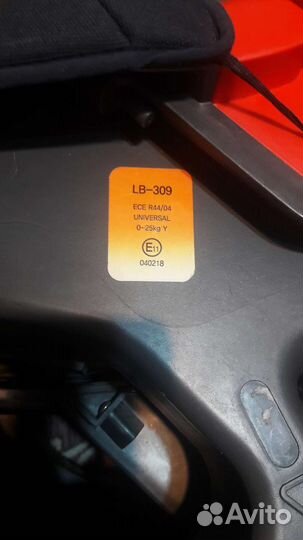 LB-309
ECE R44/04
UNIVERSAL
0-25kg Y
E11
040218
Avito